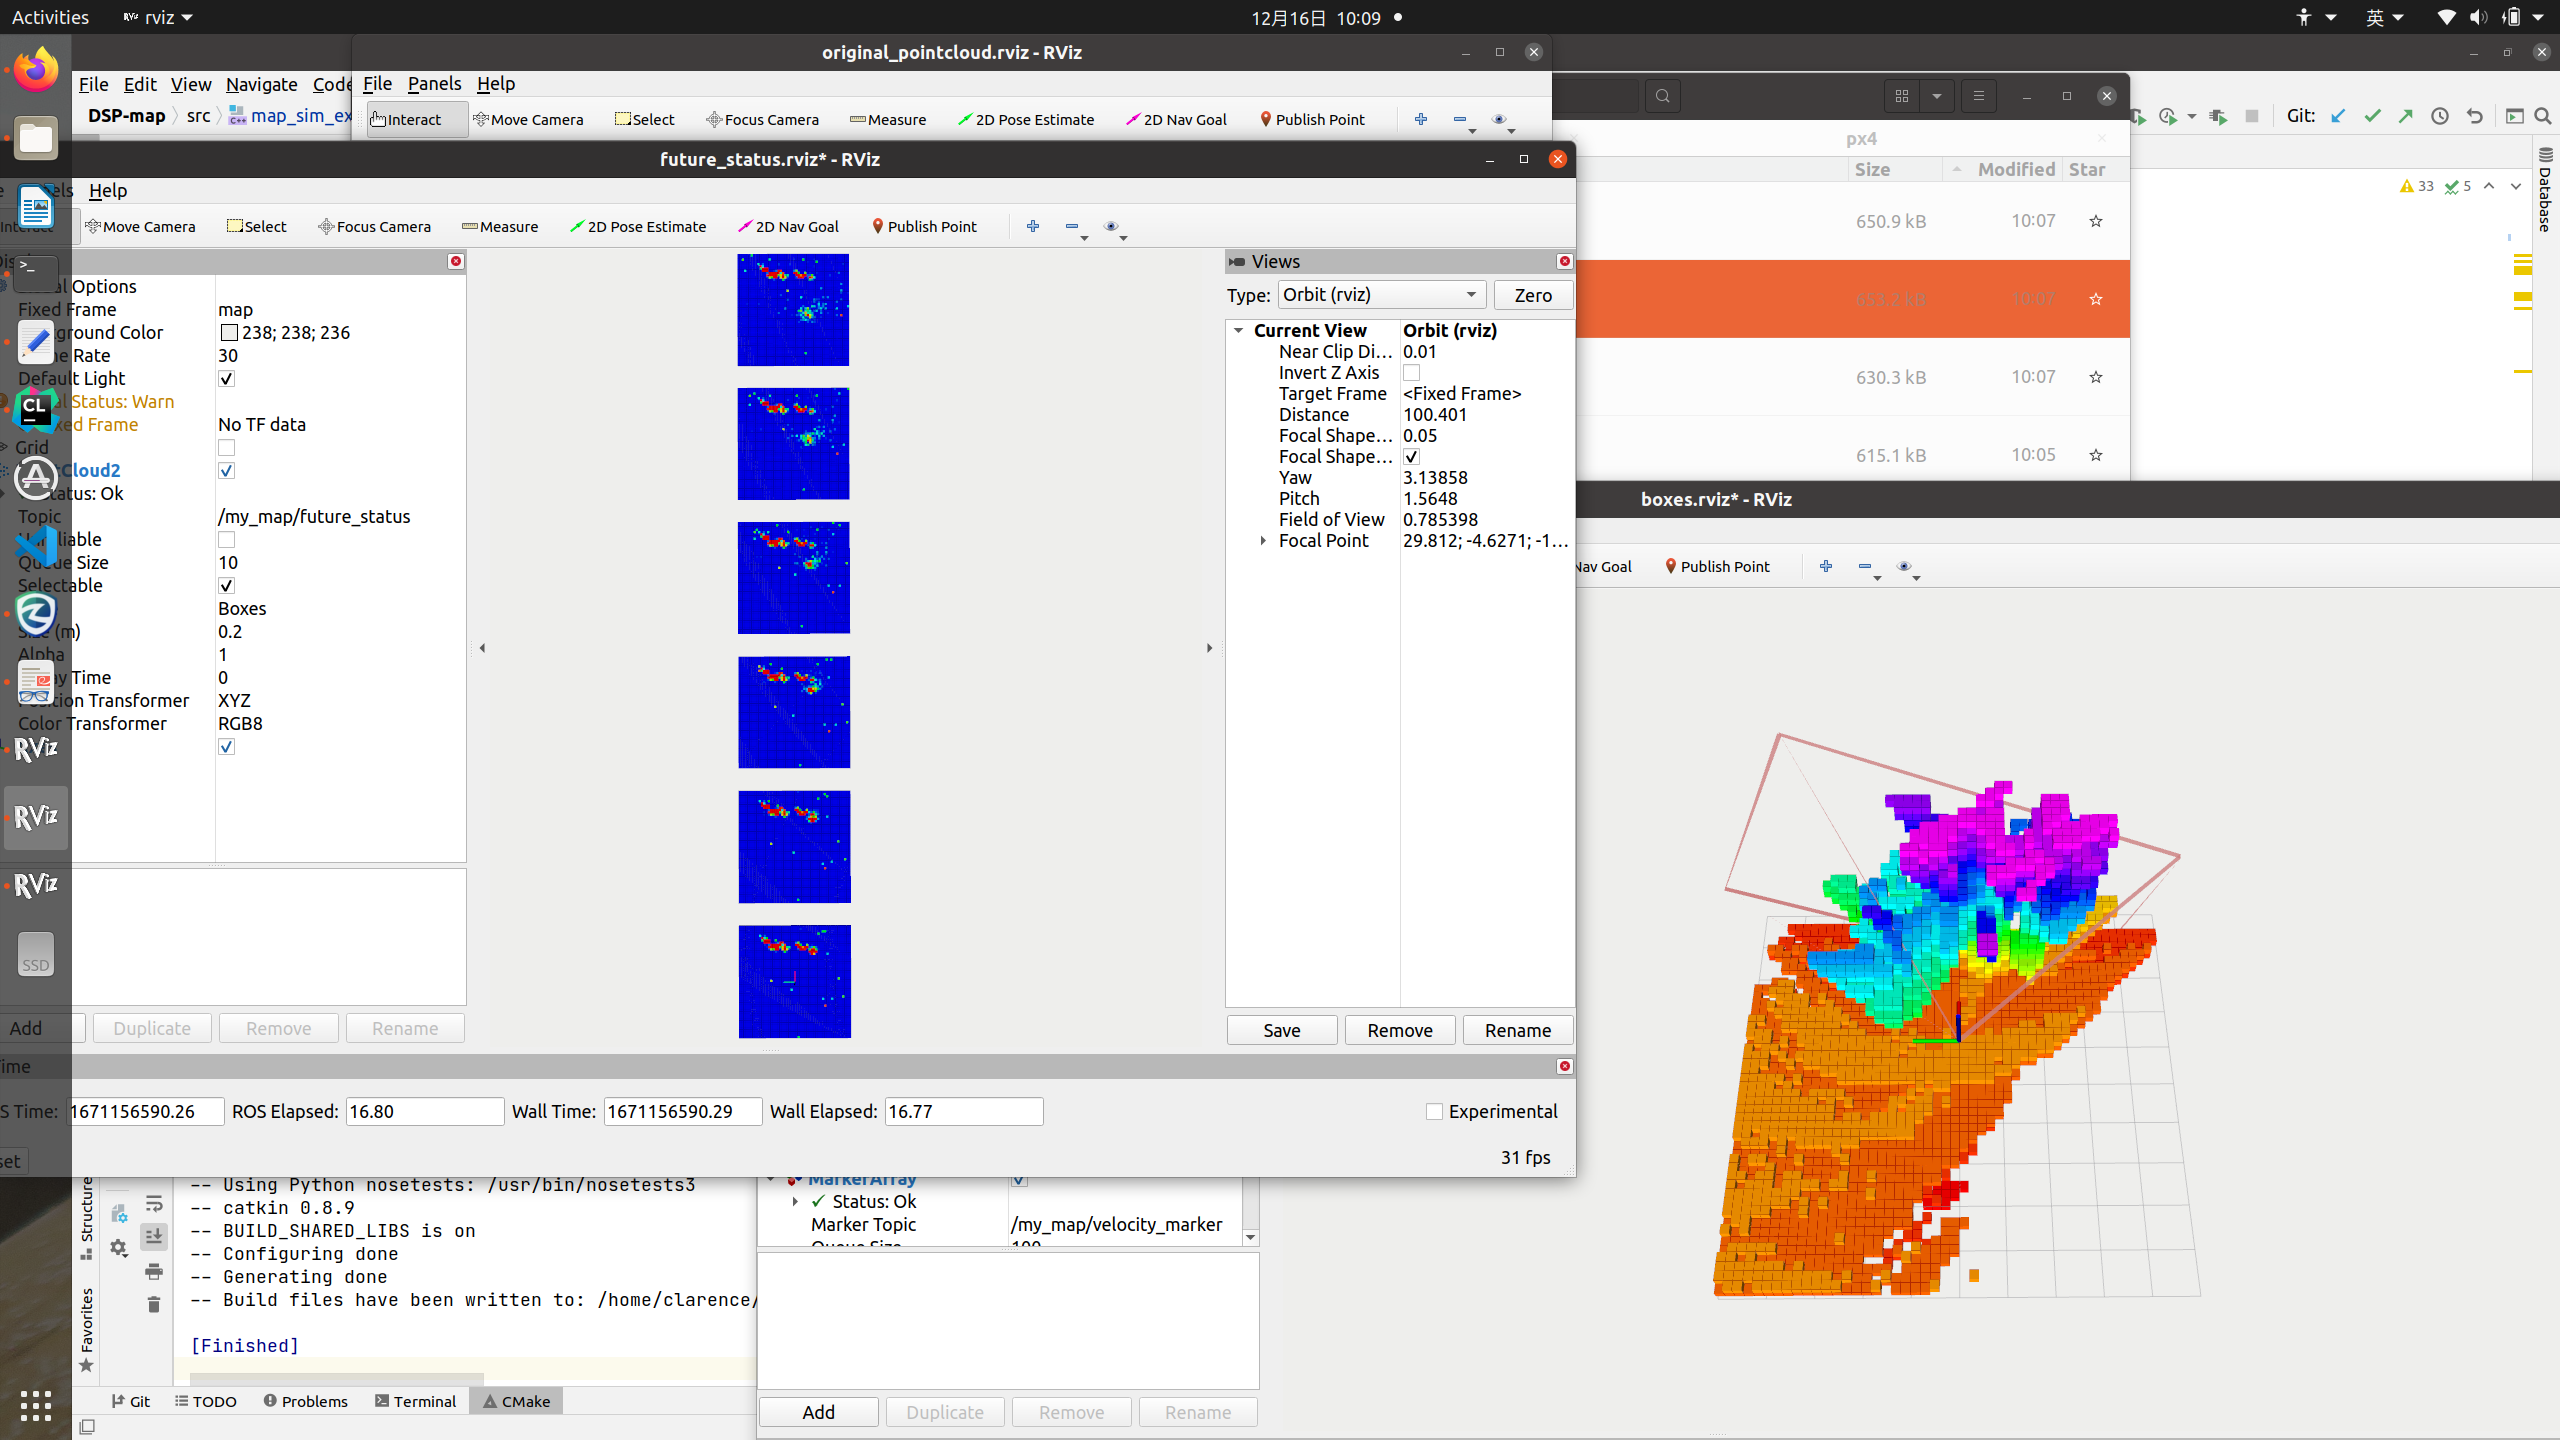 Activities
rviz
12月16日 10:09
英
original_pointcloud.rviz - RViz
File Edit View Navigate Code
File Panels Help
DSP-map src map_sim_ex
Interact Move Camera Select Focus Camera Measure 2D Pose Estimate 2D Nav Goal Publish Point
Git:
px4
Size Modified Star
33 5
Database
650.9 kB 10:07
653.2 kB 10:07
630.3 kB 10:07
615.1 kB 10:05
future_status.rviz* - RViz
Help
Move Camera Select Focus Camera Measure 2D Pose Estimate 2D Nav Goal Publish Point
Views
Type: Orbit (rviz) Zero
Options
Fixed Frame map
ground Color 238; 238; 236
Rate 30
Default Light
Status: Warn
Frame No TF data
Grid
Cloud2
Status: Ok
Topic /my_map/future_status
Queue Size 10
Selectable
Boxes
Size (m) 0.2
Alpha 1
Time 0
Transformer XYZ
Color Transformer RGB8
Current View Orbit (rviz)
Near Clip Di... 0.01
Invert Z Axis
Target Frame <Fixed Frame>
Distance 100.401
Focal Shape... 0.05
Focal Shape...
Yaw 3.13858
Pitch 1.5648
Field of View 0.785398
Focal Point 29.812; -4.6271; -1...
Add Duplicate Remove Rename
Save Remove Rename
CL
RViz
RViz
RViz
SSD
ime
S Time: 1671156590.26 ROS Elapsed: 16.80 Wall Time: 1671156590.29 Wall Elapsed: 16.77 Experimental
set
31 fps
boxes.rviz* - RViz
Nav Goal Publish Point
Structure
Favorites
-- Using Python nosetests: /usr/bin/nosetests3
-- catkin 0.8.9
-- BUILD_SHARED_LIBS is on
-- Configuring done
-- Generating done
-- Build files have been written to: /home/clarence/
[Finished]
MarkerArray
Status: Ok
Marker Topic /my_map/velocity_marker
Queue Size 100
Add Duplicate Remove Rename
Git TODO Problems Terminal CMake